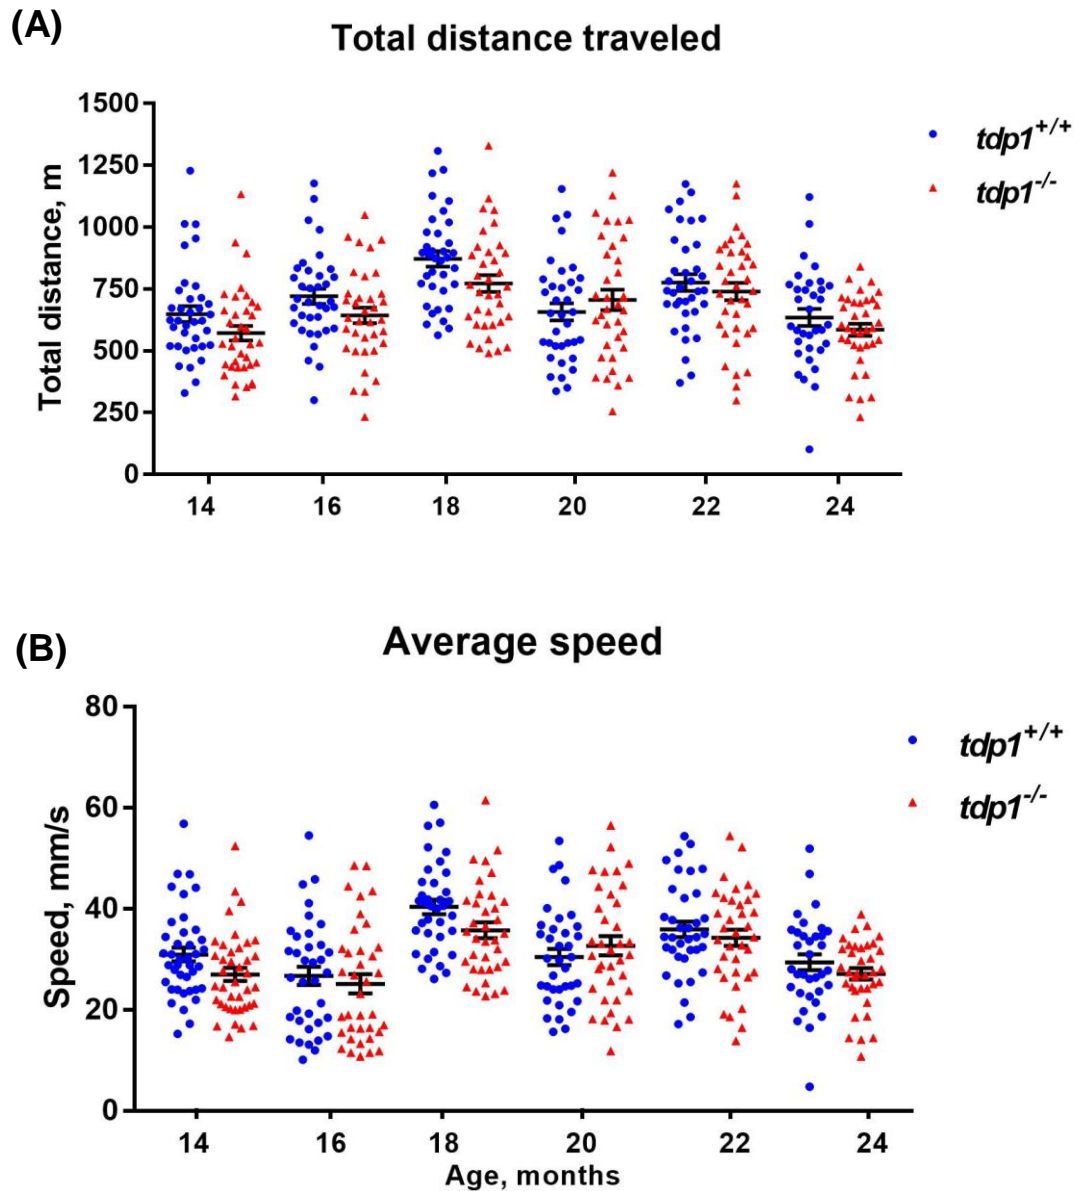 (A)
Total distance traveled
Total distance, m
1500
1250
1000
750
500
250
0
14 16 18 20 22 24
tdp1+/+
tdp1-/-
(B)
Average speed
Speed, mm/s
80
60
40
20
0
14 16 18 20 22 24
Age, months
tdp1+/+
tdp1-/-